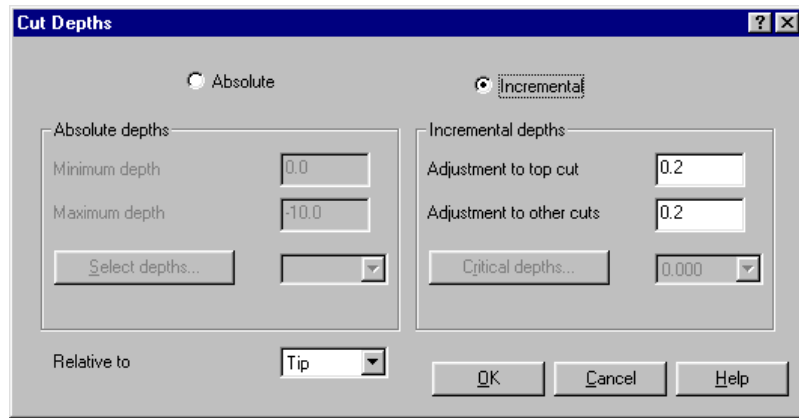 Cut Depths
Absolute
Incremental
Absolute depths
Minimum depth 0.0
Maximum depth -10.0
Select depths...
Incremental depths
Adjustment to top cut 0.2
Adjustment to other cuts 0.2
Critical depths... 0.000
Relative to Tip
OK Cancel Help